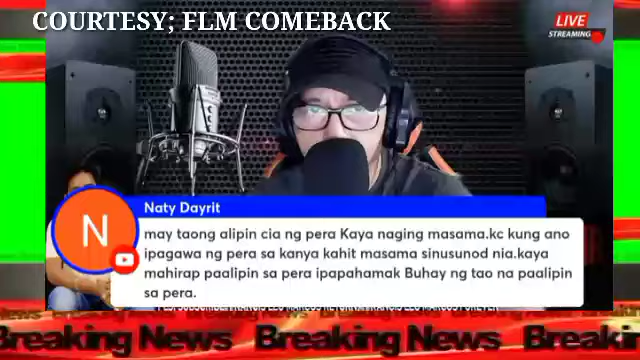 COURTESY; FLM COMEBACK
LIVE
STREAMING
Naty Dayrit
N
may taong alipin cia ng pera Kaya naging masama.kc kung ano
ipagawa ng pera sa kanya kahit masama sinusunod nia.kaya
mahirap paalipin sa pera ipapahamak Buhay ng tao na paalipin
sa pera.
Breaking News Breaking News Breaking